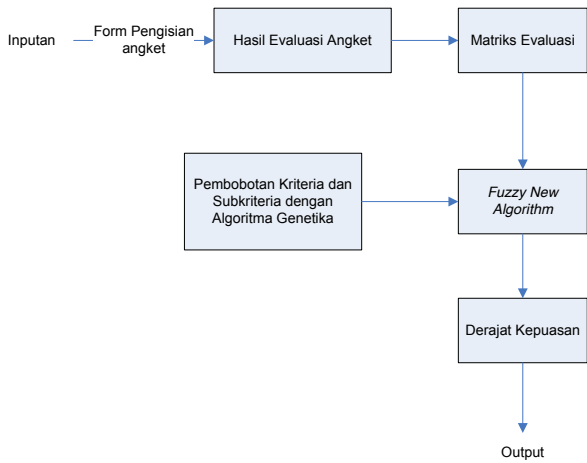 Inputan
Form Pengisian
angket
Hasil Evaluasi Angket
Matriks Evaluasi
Pembobotan Kriteria dan
Subkriteria dengan
Algoritma Genetika
Fuzzy New
Algorithm
Derajat Kepuasan
Output